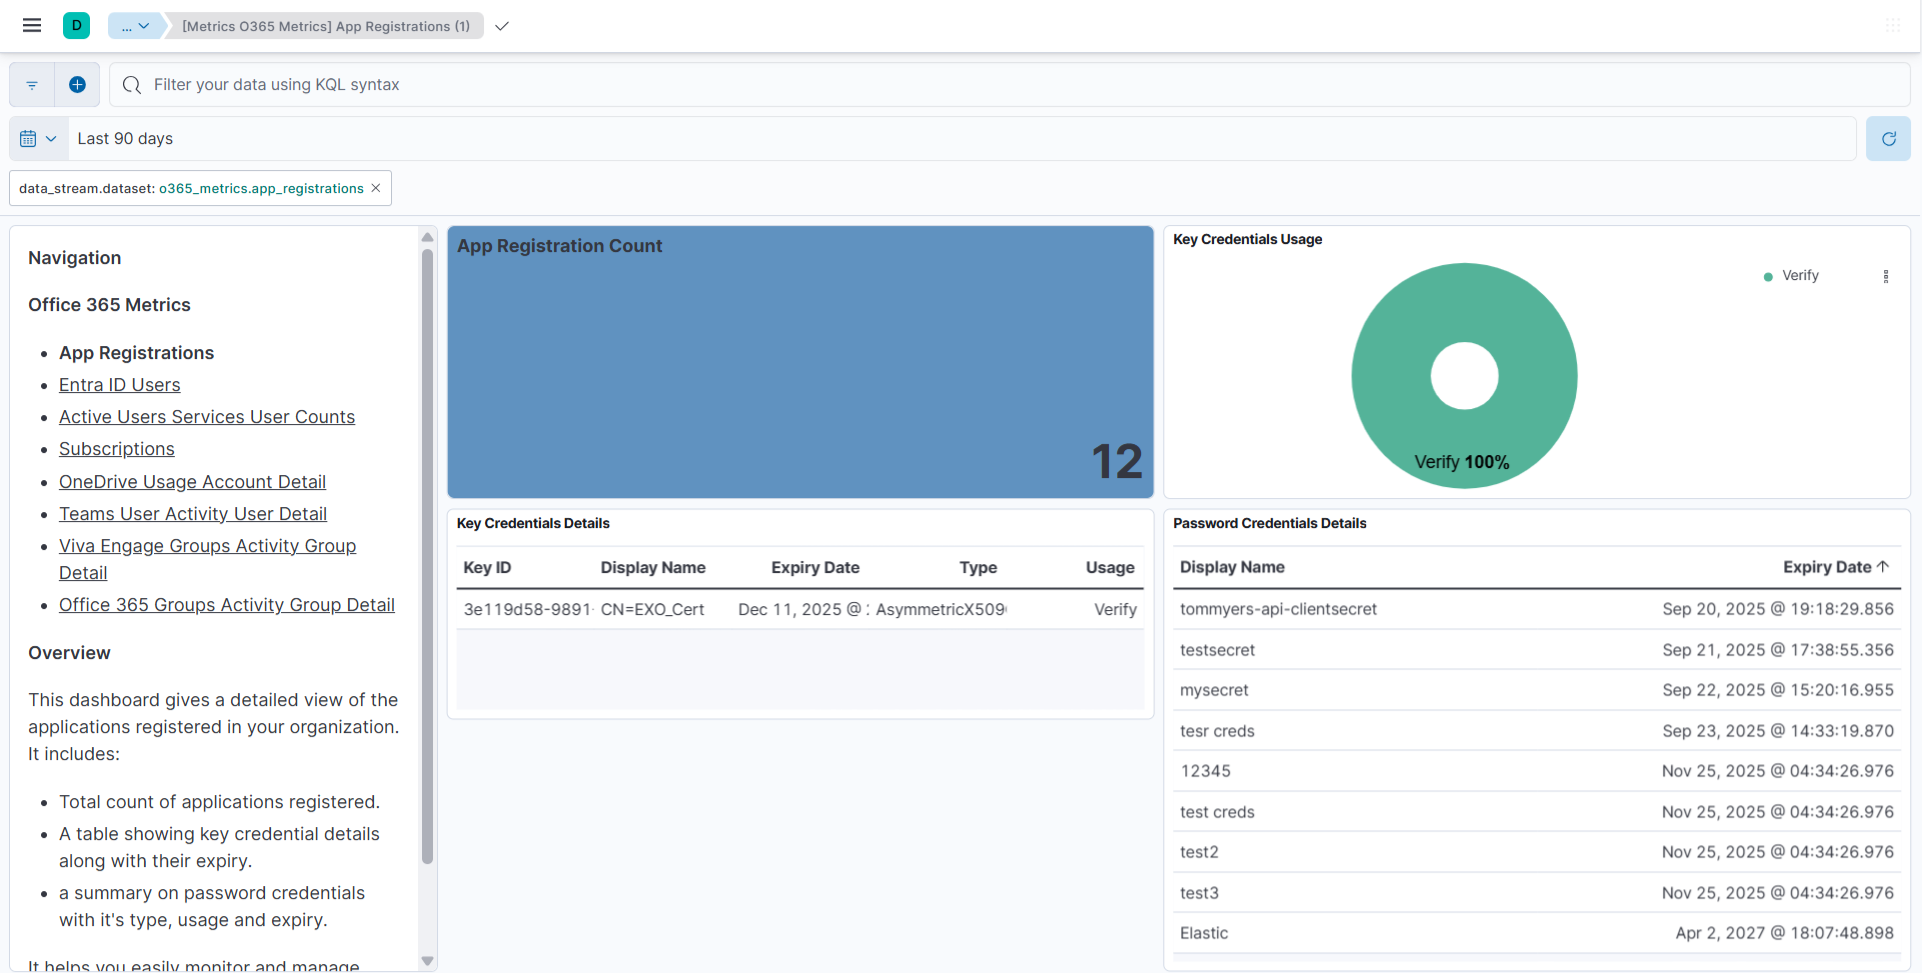 D
...
[Metrics O365 Metrics] App Registrations (1)
Filter your data using KQL syntax
Last 90 days
data_stream.dataset: o365_metrics.app_registrations
Navigation
Office 365 Metrics
App Registrations
Entra ID Users
Active Users Services User Counts
Subscriptions
OneDrive Usage Account Detail
Teams User Activity User Detail
Viva Engage Groups Activity Group
Detail
Office 365 Groups Activity Group Detail
Overview
This dashboard gives a detailed view of the
applications registered in your organization.
It includes:
Total count of applications registered.
A table showing key credential details
along with their expiry.
a summary on password credentials
with it's type, usage and expiry.
It helps you easily monitor and manage
App Registration Count
12
Key Credentials Usage
Verify
Verify 100%
Key Credentials Details
Key ID Display Name Expiry Date Type Usage
3e119d58-9891- CN=EXO_Cert Dec 11, 2025 @ : AsymmetricX509 Verify
Password Credentials Details
Display Name Expiry Date
tommyers-api-clientsecret Sep 20, 2025 @ 19:18:29.856
testsecret Sep 21, 2025 @ 17:38:55.356
mysecret Sep 22, 2025 @ 15:20:16.955
tesr creds Sep 23, 2025 @ 14:33:19.870
12345 Nov 25, 2025 @ 04:34:26.976
test creds Nov 25, 2025 @ 04:34:26.976
test2 Nov 25, 2025 @ 04:34:26.976
test3 Nov 25, 2025 @ 04:34:26.976
Elastic Apr 2, 2027 @ 18:07:48.898